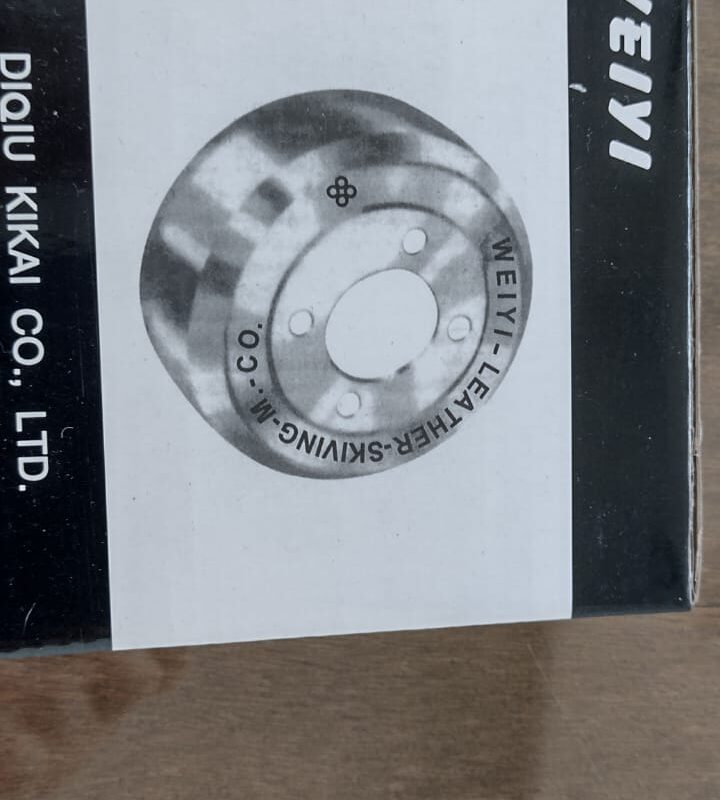 WEIYI
WEIYI-LEATHER-SKIVING-M.-CO.
DIQIU KIKAI CO., LTD.